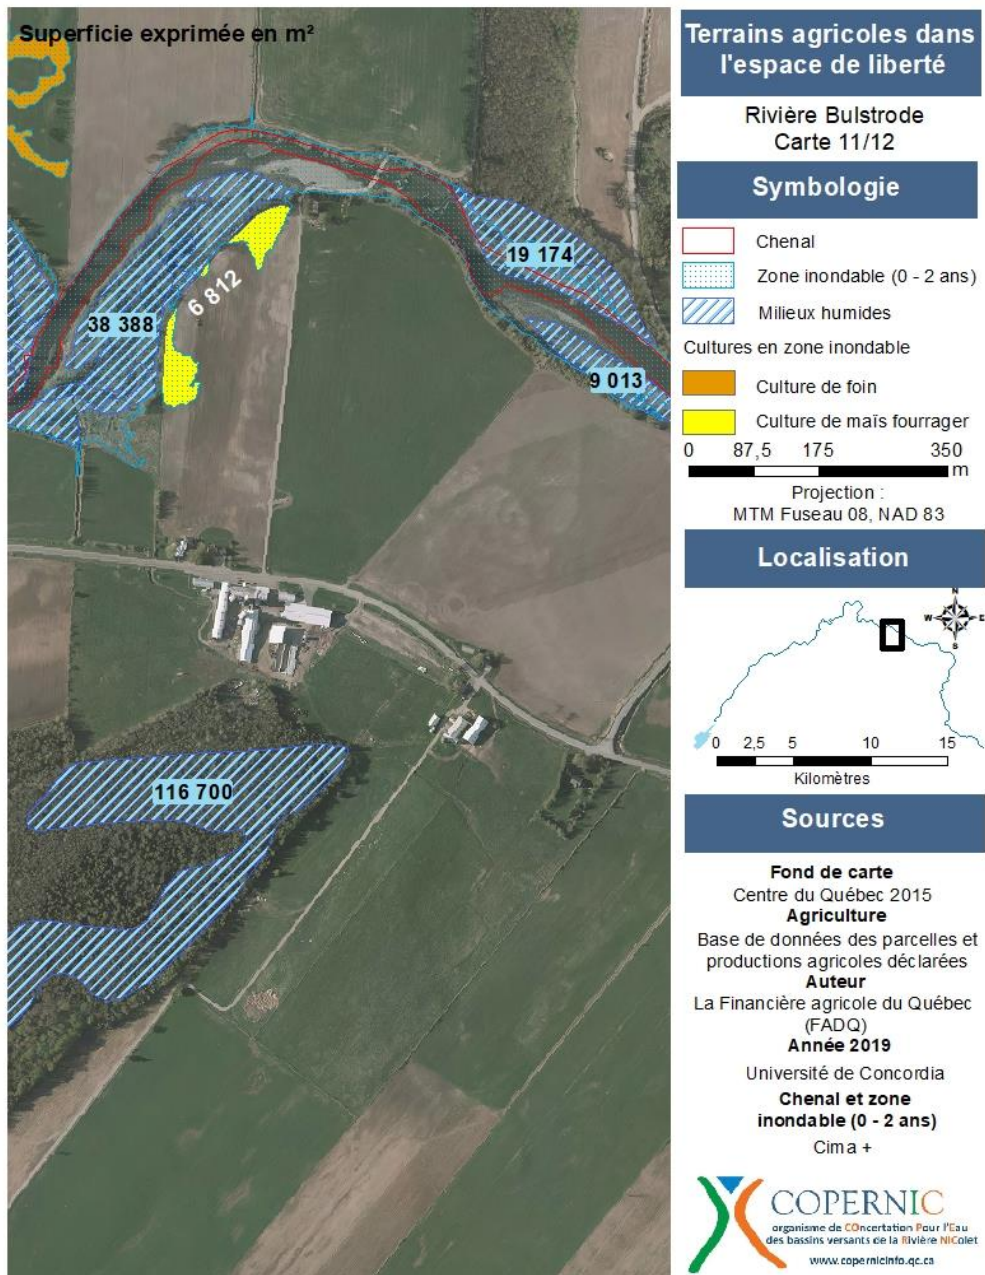 Superficie exprimée en m²
19 174
6 812
38 388
9 013
116 700
Terrains agricoles dans
l'espace de liberté
Rivière Bulstrode
Carte 11/12
Symbologie
Chenal
Zone inondable (0 - 2 ans)
Milieux humides
Cultures en zone inondable
Culture de foin
Culture de maïs fourrager
0 87,5 175 350
m
Projection :
MTM Fuseau 08, NAD 83
Localisation
N
W E
S
0 2,5 5 10 15
Kilomètres
Sources
Fond de carte
Centre du Québec 2015
Agriculture
Base de données des parcelles et
productions agricoles déclarées
Auteur
La Financière agricole du Québec
(FADQ)
Année 2019
Université de Concordia
Chenal et zone
inondable (0 - 2 ans)
Cima +
COPERNIC
organisme de COncertation Pour l'Eau
des bassins versants de la Rivière NIColet
www.copernicinfo.qc.ca